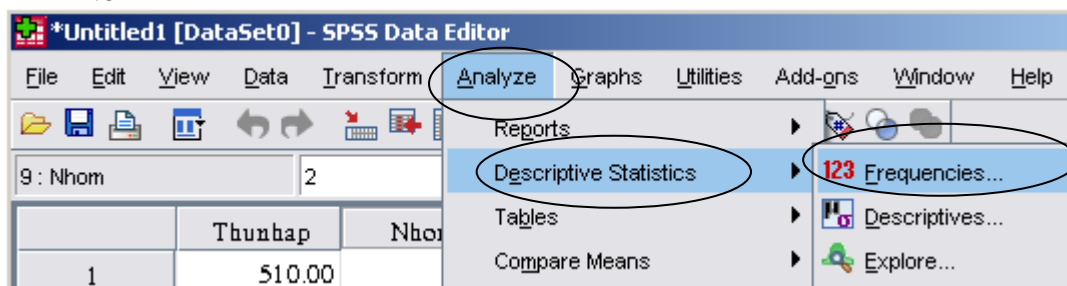 *Untitled1 [DataSet0] - SPSS Data Editor
File Edit View Data Transform Analyze Graphs Utilities Add-ons Window Help
Reports
9 : Nhom 2 Descriptive Statistics 123 Frequencies...
Thunhap Tables Descriptives...
1 510.00 Compare Means Explore...